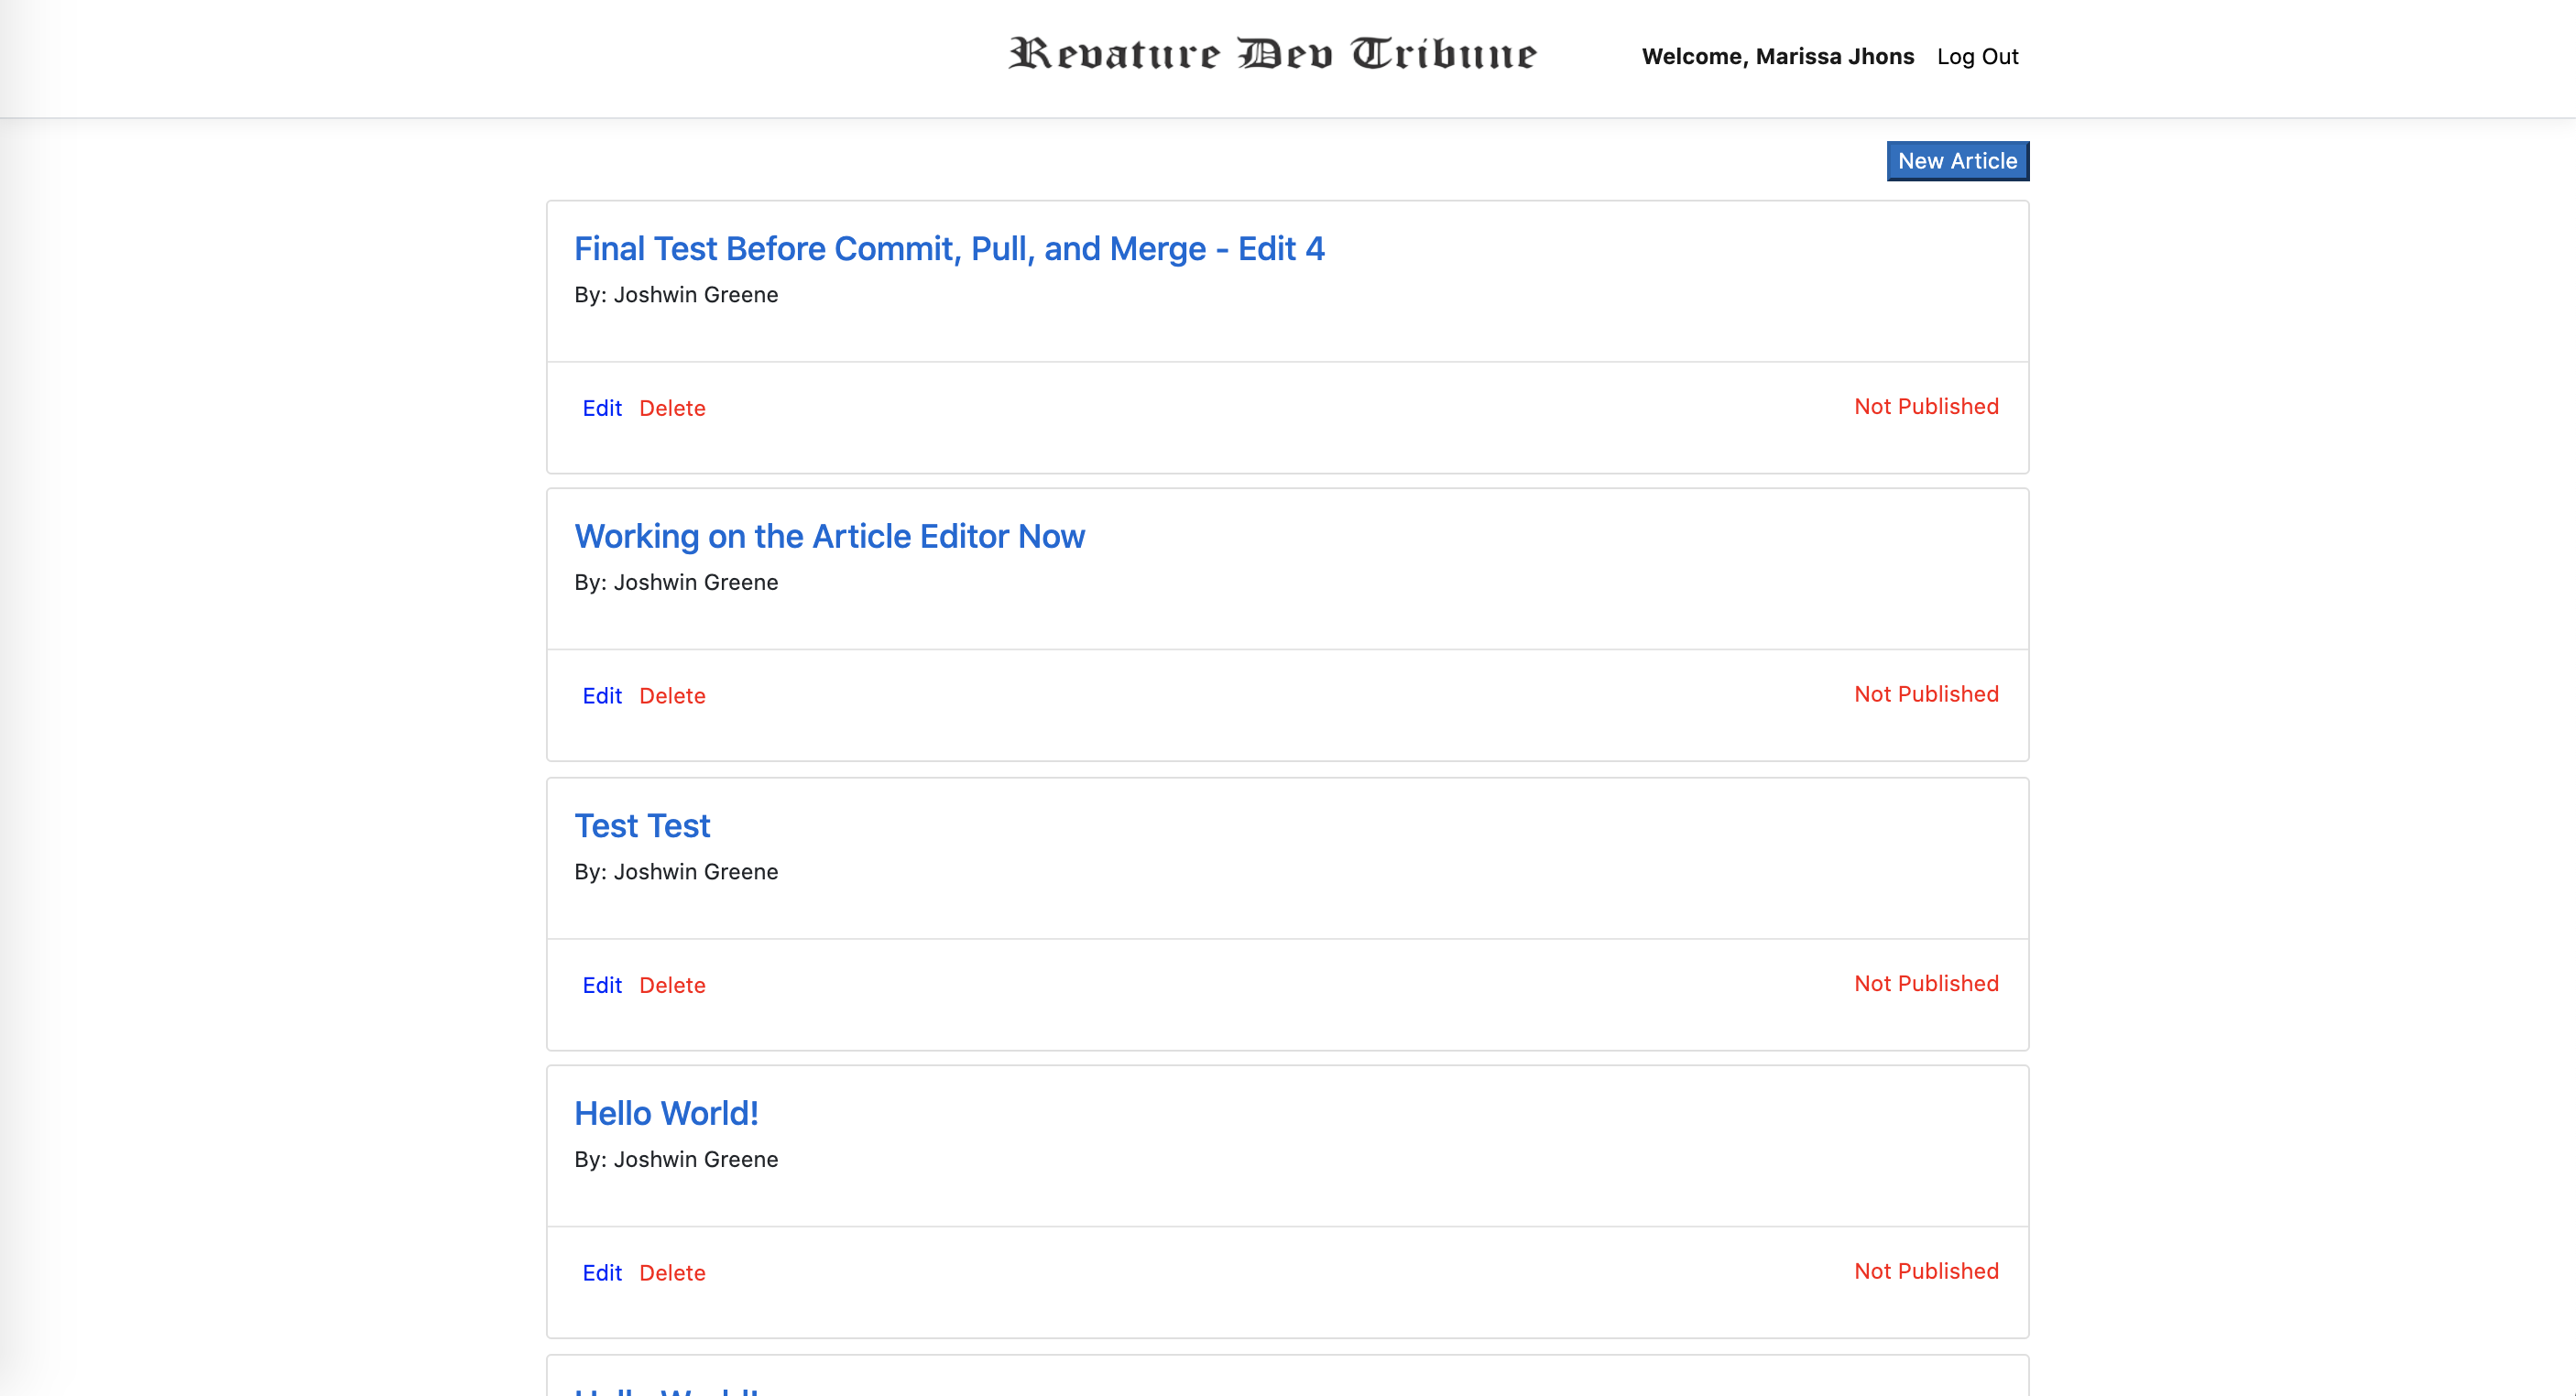 Revature Dev Tribune
Welcome, Marissa Jhons Log Out
New Article
Final Test Before Commit, Pull, and Merge - Edit 4
By: Joshwin Greene
Edit Delete Not Published
Working on the Article Editor Now
By: Joshwin Greene
Edit Delete Not Published
Test Test
By: Joshwin Greene
Edit Delete Not Published
Hello World!
By: Joshwin Greene
Edit Delete Not Published
Hello World!